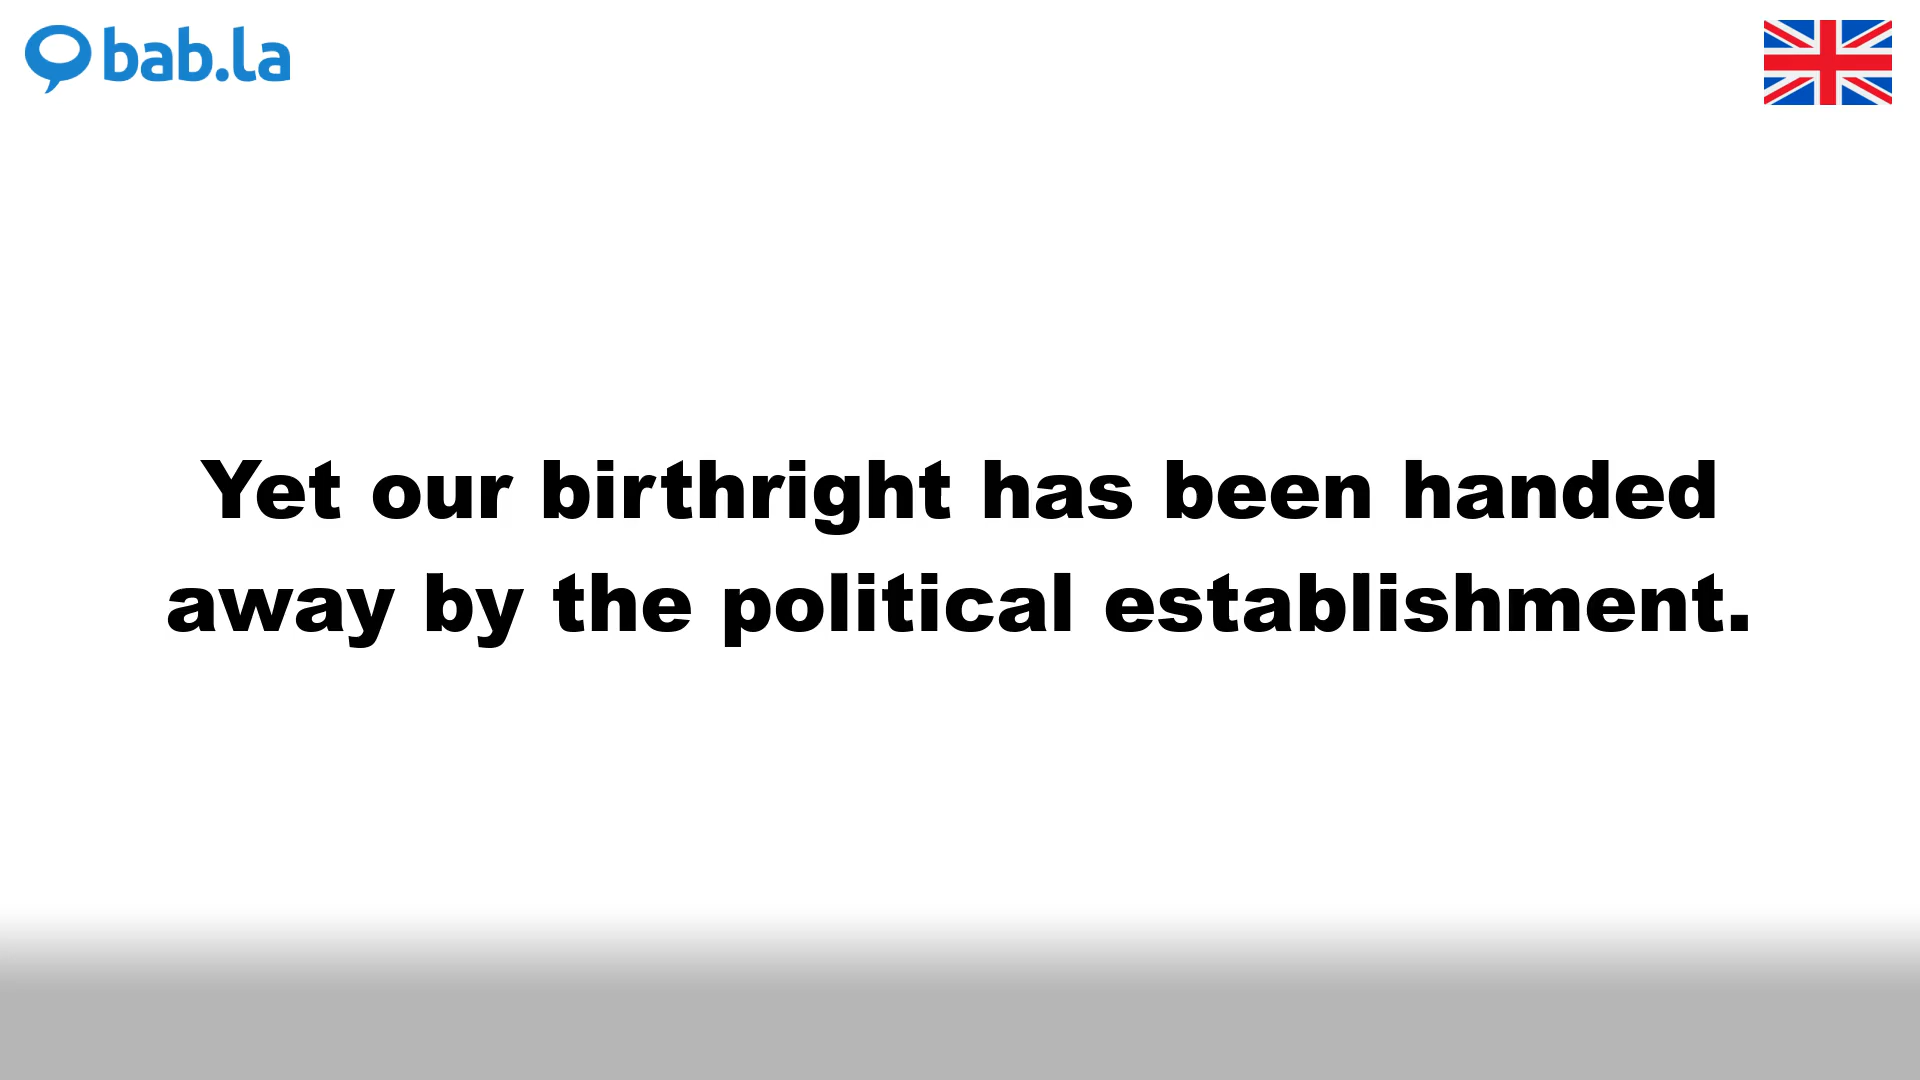 bab.la
Yet our birthright has been handed
away by the political establishment.